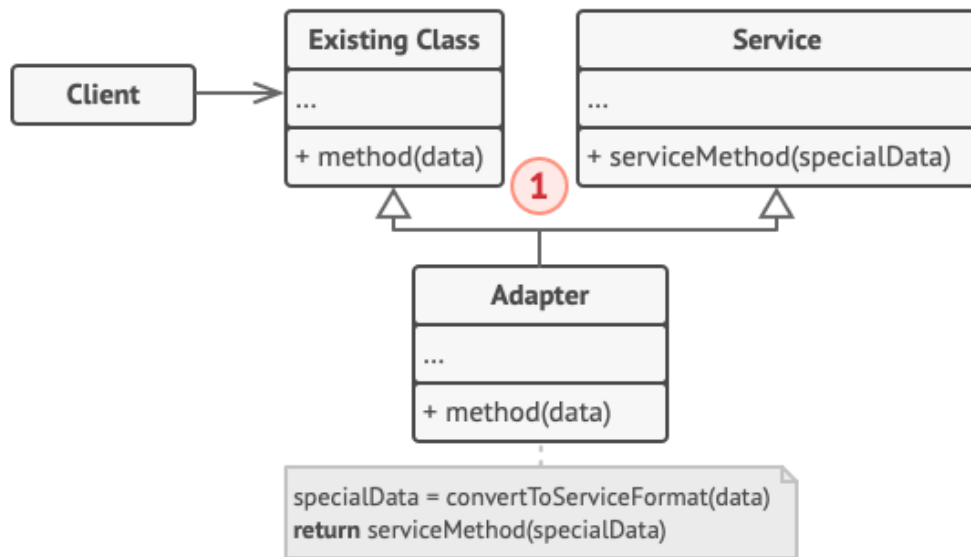 Client
Existing Class
...
+ method(data)
Service
...
+ serviceMethod(specialData)
1
Adapter
...
+ method(data)
specialData = convertToServiceFormat(data)
return serviceMethod(specialData)